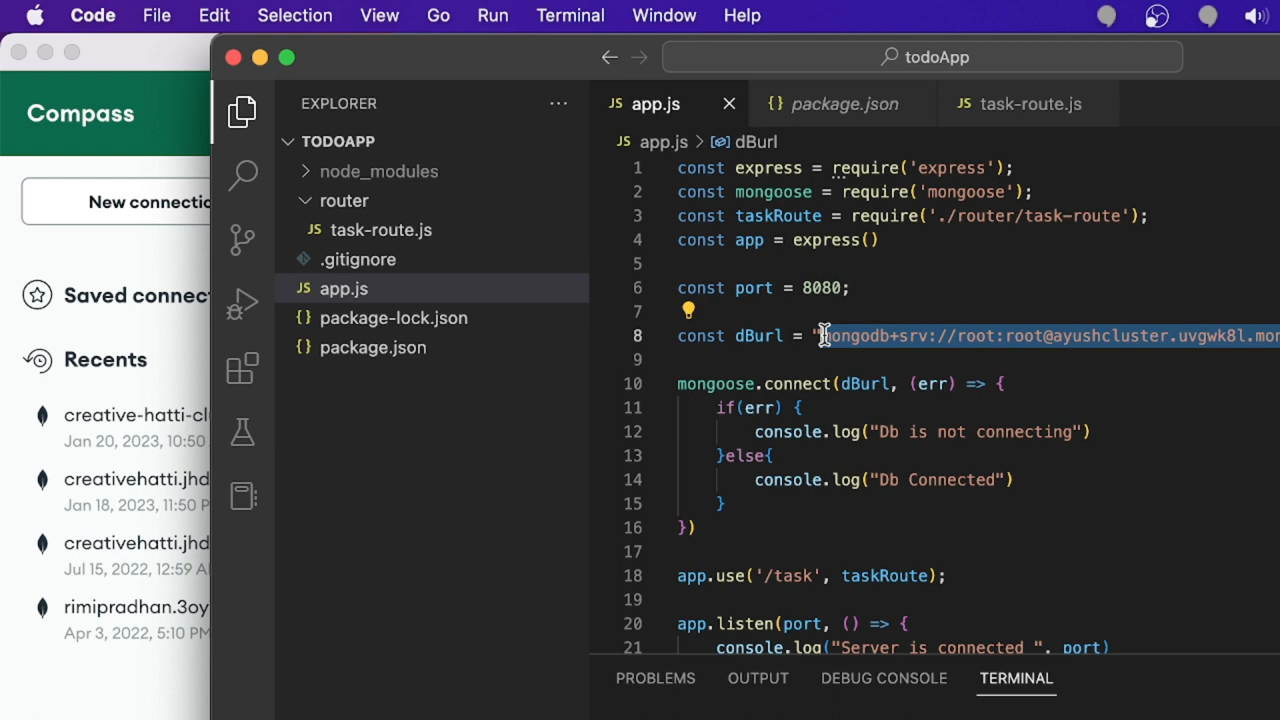 Code File Edit Selection View Go Run Terminal Window Help
Compass
New connectio
Saved connec
Recents
creative-hatti-cl
Jan 20, 2023, 10:50
creativehatti.jhd
Jan 18, 2023, 11:50 P
creativehatti.jhd
Jul 15, 2022, 12:59 A
rimipradhan.3oy
Apr 3, 2022, 5:10 PM
todoApp
EXPLORER
TODOAPP
node_modules
router
JS task-route.js
.gitignore
JS app.js
{} package-lock.json
{} package.json
JS app.js {} package.json JS task-route.js
JS app.js > dBurl
1 const express = require('express');
2 const mongoose = require('mongoose');
3 const taskRoute = require('./router/task-route');
4 const app = express()
5
6 const port = 8080;
7
8 const dBurl = "mongodb+srv://root:root@ayushcluster.uvgwk8l.mon
9
10 mongoose.connect(dBurl, (err) => {
11 if(err) {
12 console.log("Db is not connecting")
13 }else{
14 console.log("Db Connected")
15 }
16 })
17
18 app.use('/task', taskRoute);
19
20 app.listen(port, () => {
21 console.log("Server is connected ", port)
PROBLEMS OUTPUT DEBUG CONSOLE TERMINAL